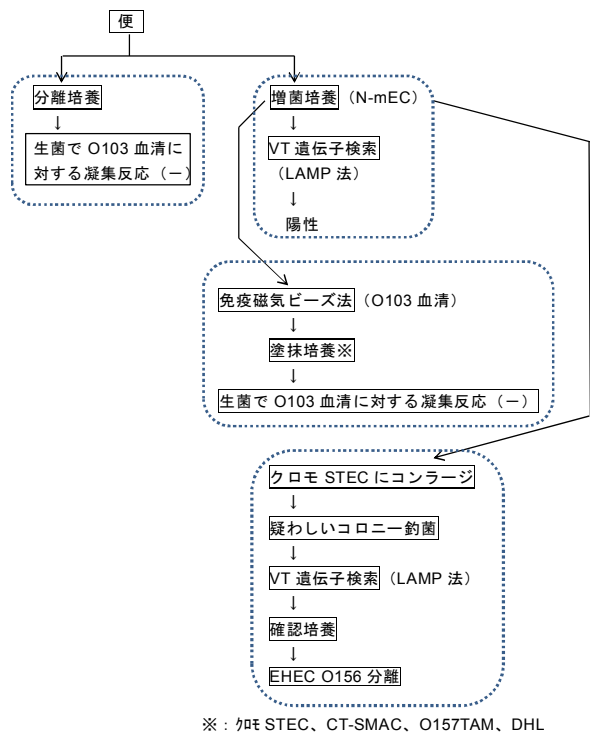 便
分離培養
↓
生菌で O103 血清に
対する凝集反応（－）
増菌培養（N-mEC）
↓
VT 遺伝子検索
（LAMP 法）
↓
陽性
免疫磁気ビーズ法（O103 血清）
↓
塗抹培養※
↓
生菌で O103 血清に対する凝集反応（－）
クロモ STEC にコンラージ
↓
疑わしいコロニー釣菌
↓
VT 遺伝子検索（LAMP 法）
↓
確認培養
↓
EHEC O156 分離
※：ｸﾛﾓ STEC、CT-SMAC、O157TAM、DHL